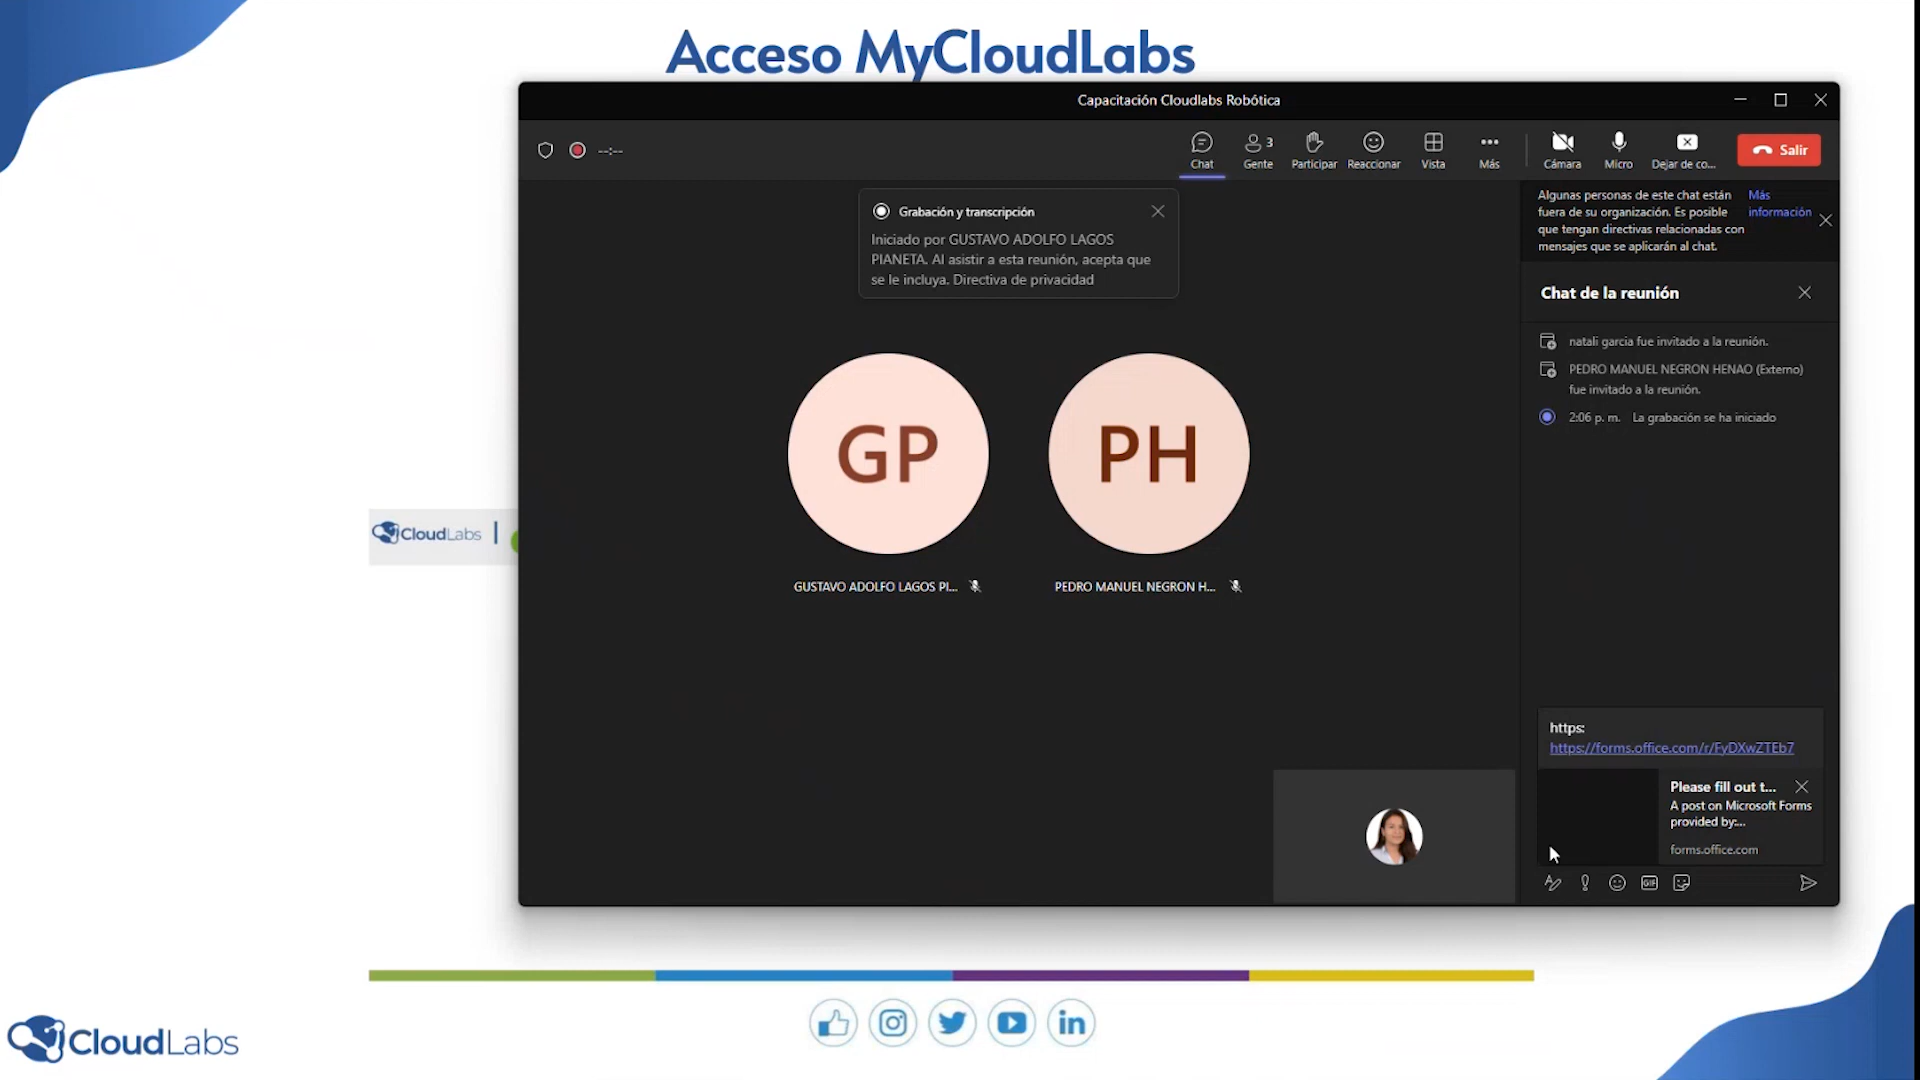 Acceso MyCloudLabs
Capacitación Cloudlabs Robótica
--:--
Chat
3
Gente
Participar
Reaccionar
Vista
Más
Cámara
Micro
Dejar de co...
Salir
Grabación y transcripción
Iniciado por GUSTAVO ADOLFO LAGOS
PIANETA. Al asistir a esta reunión, acepta que
se le incluya. Directiva de privacidad
Algunas personas de este chat están
fuera de su organización. Es posible
que tengan directivas relacionadas con
mensajes que se aplicarán al chat.
Más
información
Chat de la reunión
natali garcia fue invitado a la reunión.
PEDRO MANUEL NEGRON HENAO (Externo)
fue invitado a la reunión.
2:06 p. m. La grabación se ha iniciado
GP
PH
GUSTAVO ADOLFO LAGOS PI...
PEDRO MANUEL NEGRON H...
CloudLabs
https:
https://forms.office.com/r/FyDXwZTEb7
Please fill out t...
A post on Microsoft Forms
provided by:...
forms.office.com
GIF
CloudLabs